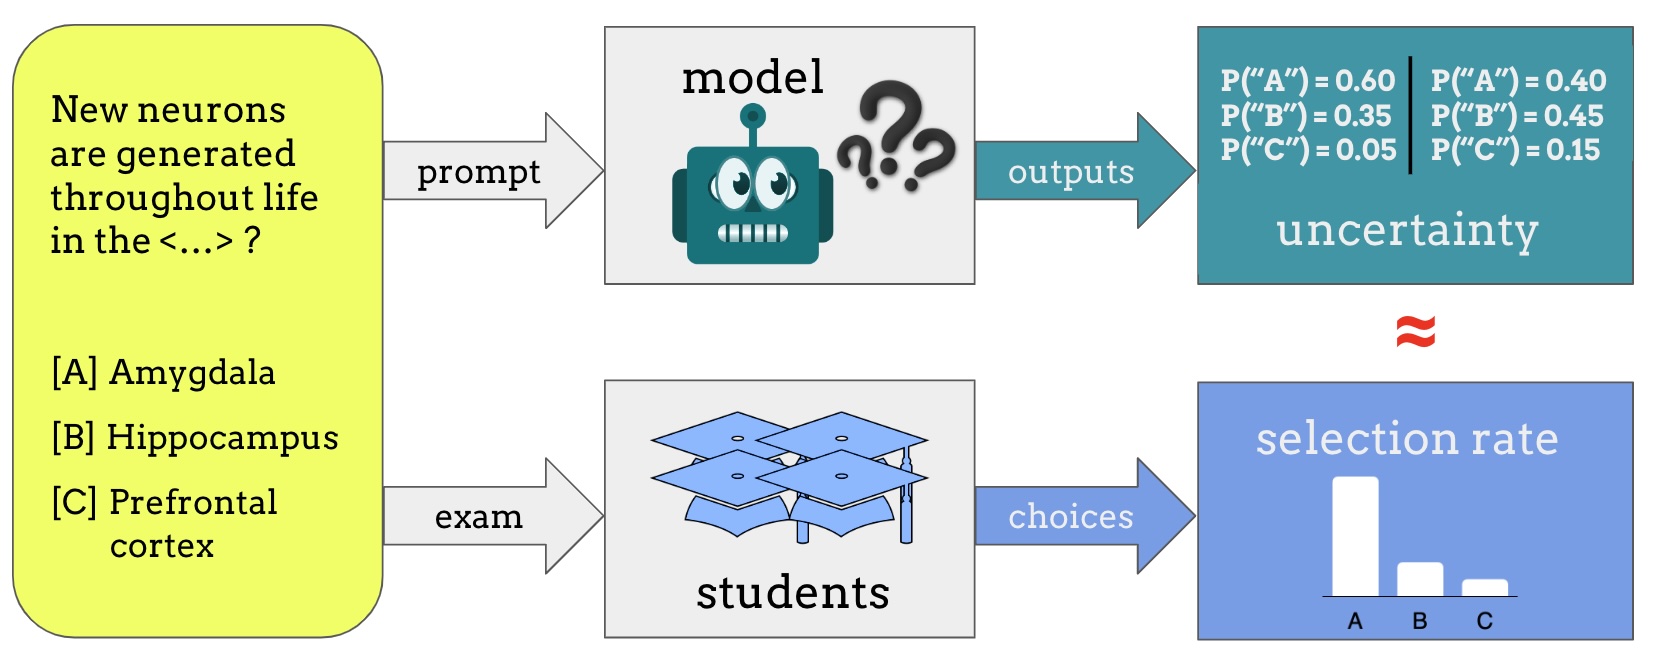 New neurons
are generated
throughout life
in the <...> ?
[A] Amygdala
[B] Hippocampus
[C] Prefrontal
cortex
prompt
model
outputs
P(“A”) = 0.60
P(“B”) = 0.35
P(“C”) = 0.05
P(“A”) = 0.40
P(“B”) = 0.45
P(“C”) = 0.15
uncertainty
≈
exam
students
choices
selection rate
A B C